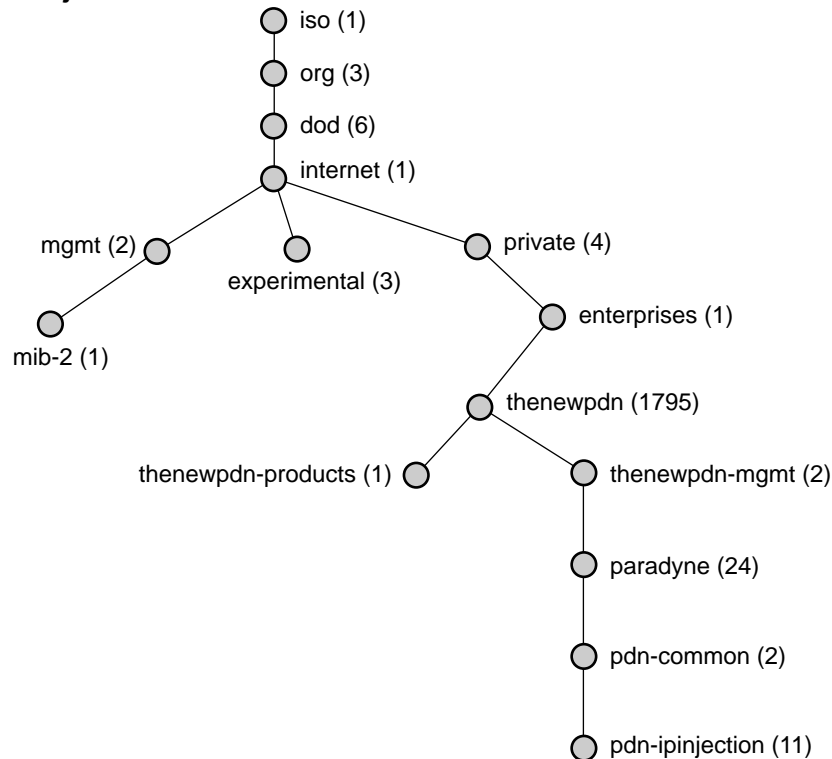 iso (1)
org (3)
dod (6)
internet (1)
mgmt (2)
private (4)
experimental (3)
enterprises (1)
mib-2 (1)
thenewpdn (1795)
thenewpdn-products (1)
thenewpdn-mgmt (2)
paradyne (24)
pdn-common (2)
pdn-ipinjection (11)